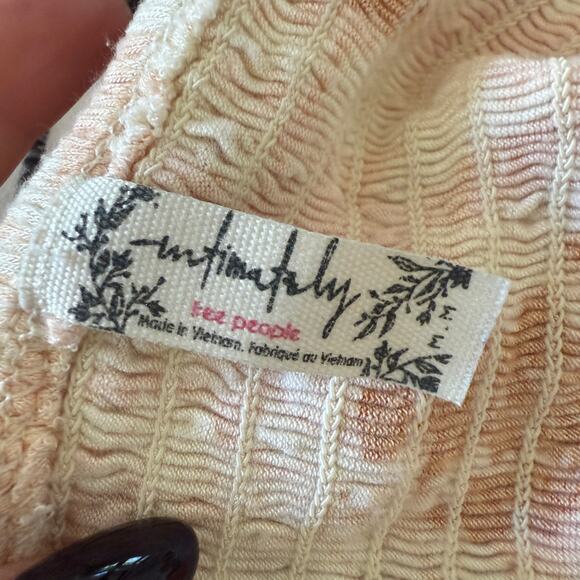 intimately
free people
Made in Vietnam. Fabriqué au Vietnam
M . M